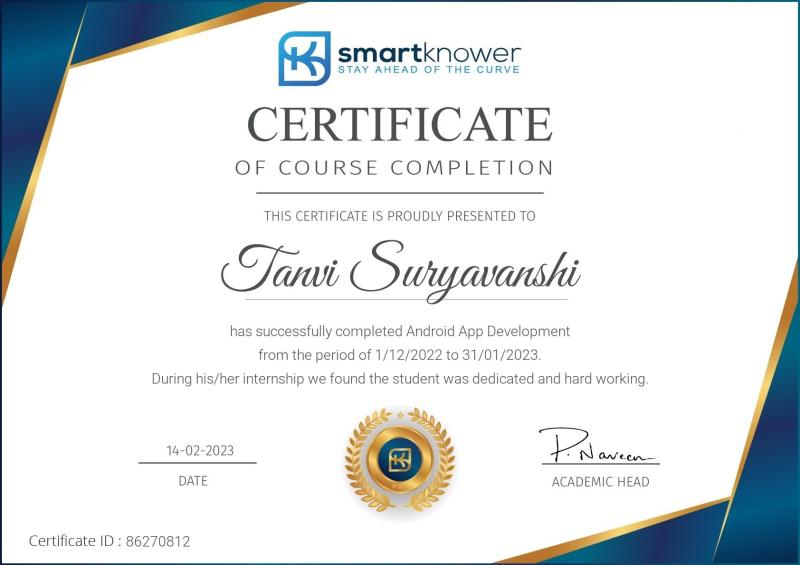 smartknower
STAY AHEAD OF THE CURVE
CERTIFICATE
OF COURSE COMPLETION
THIS CERTIFICATE IS PROUDLY PRESENTED TO
Tanvi Suryavanshi
has successfully completed Android App Development
from the period of 1/12/2022 to 31/01/2023.
During his/her internship we found the student was dedicated and hard working.
14-02-2023
DATE
P. Naveen
ACADEMIC HEAD
Certificate ID : 86270812